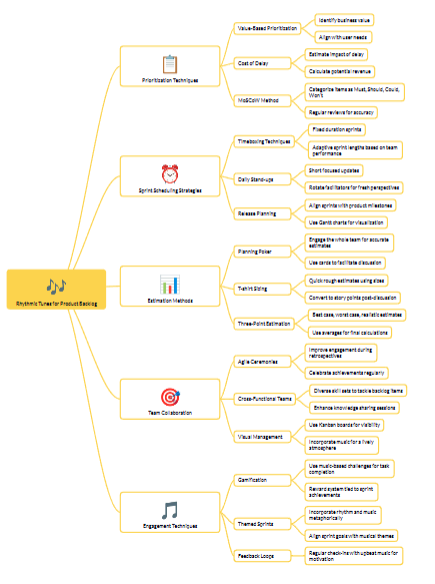 Rhythmic Tunes for Product Backlog
Prioritization Techniques
Value-Based Prioritization
Identify business value
Align with user needs
Cost of Delay
Estimate impact of delay
Calculate potential revenue
MoSCoW Method
Categorize items as Must, Should, Could,
Won't
Regular reviews for accuracy
Sprint Scheduling Strategies
Timeboxing Techniques
Fixed duration sprints
Adaptive sprint lengths based on team
performance
Daily Stand-ups
Short focused updates
Rotate facilitators for fresh perspectives
Release Planning
Align sprints with product milestones
Use Gantt charts for visualization
Estimation Methods
Planning Poker
Engage the whole team for accurate
estimates
Use cards to facilitate discussion
T-shirt Sizing
Quick rough estimates using sizes
Convert to story points post-discussion
Three-Point Estimation
Best case, worst case, realistic estimates
Use averages for final calculations
Team Collaboration
Agile Ceremonies
Improve engagement during
retrospectives
Celebrate achievements regularly
Cross-Functional Teams
Diverse skill sets to tackle backlog items
Enhance knowledge sharing sessions
Visual Management
Use Kanban boards for visibility
Incorporate music for a lively
atmosphere
Engagement Techniques
Gamification
Use music-based challenges for task
completion
Reward system tied to sprint
achievements
Themed Sprints
Incorporate rhythm and music
metaphorically
Align sprint goals with musical themes
Feedback Loops
Regular check-ins with upbeat music for
motivation